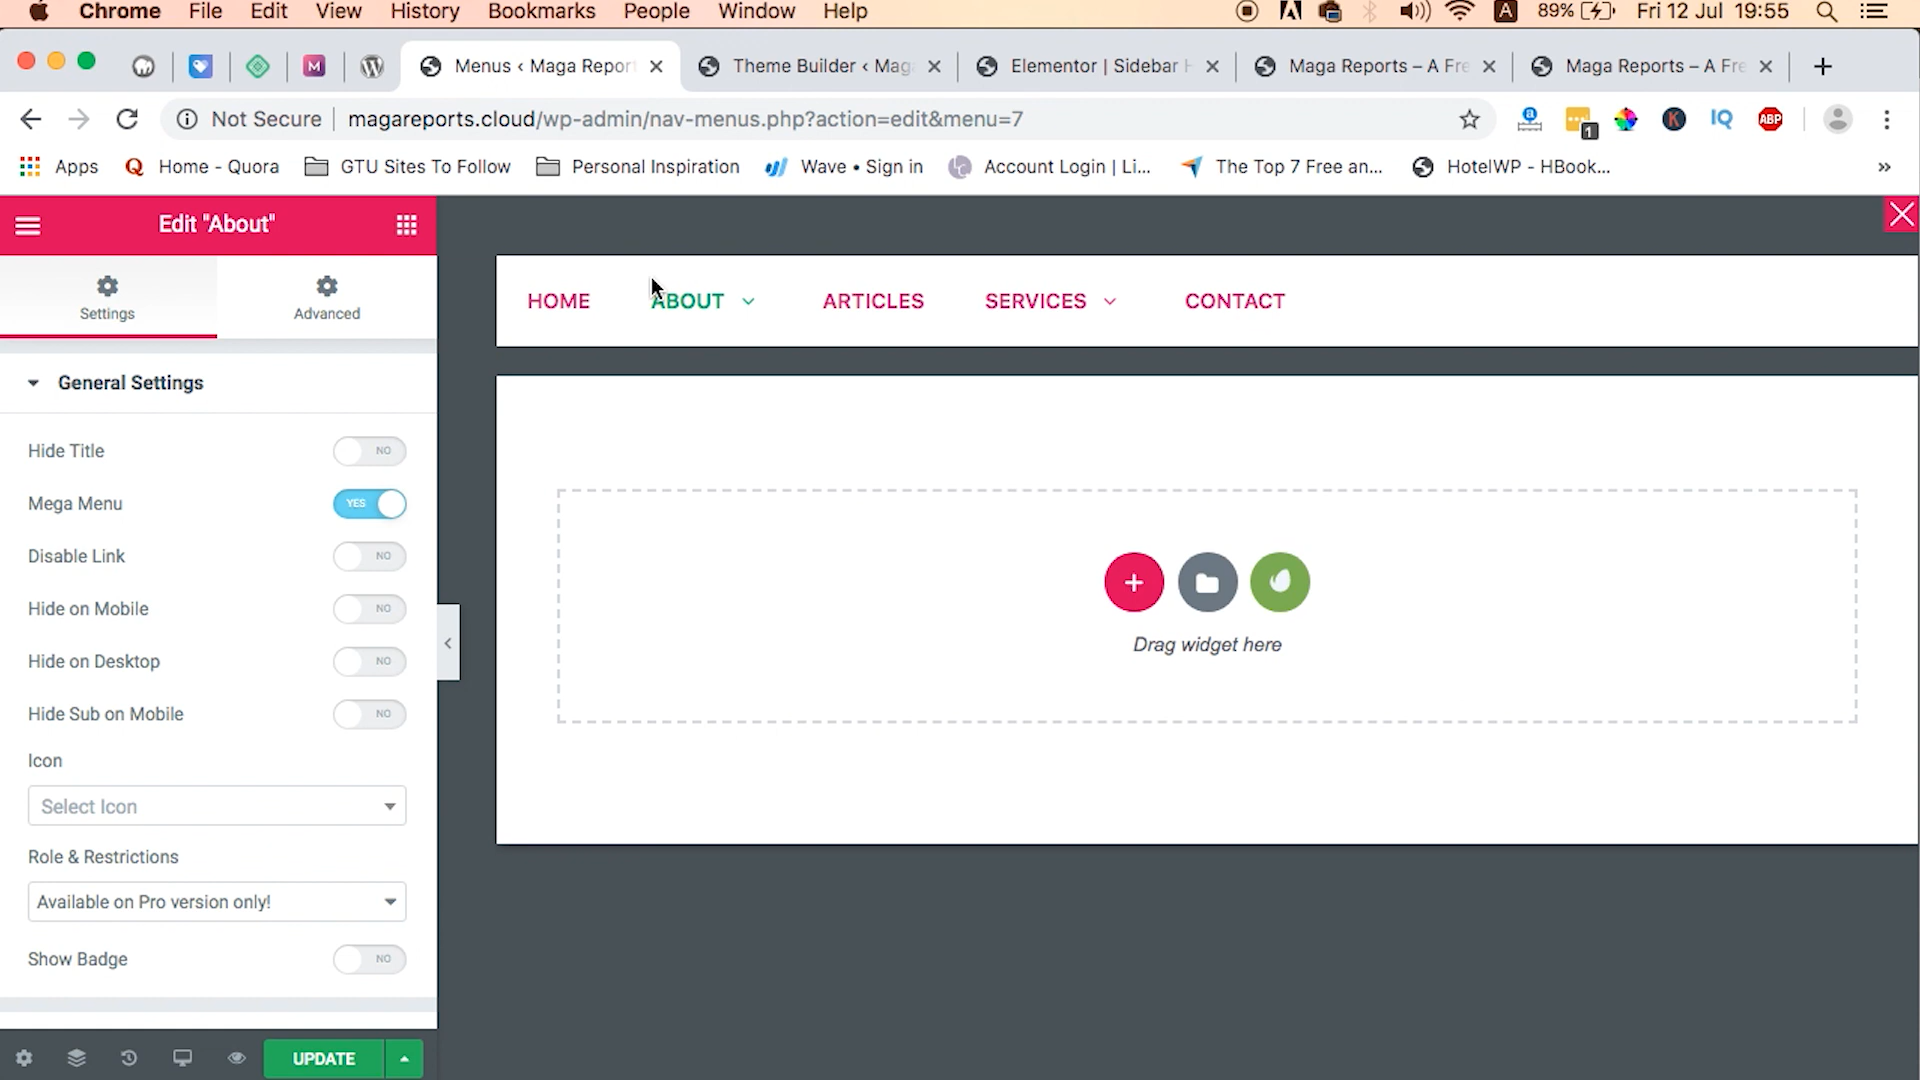 Chrome File Edit View History Bookmarks People Window Help 89% Fri 12 Jul 19:55
Menus ‹ Maga Repor Theme Builder ‹ Mag Elementor | Sidebar H Maga Reports – A Fre Maga Reports – A Fre
Not Secure magareports.cloud/wp-admin/nav-menus.php?action=edit&menu=7
Apps Home - Quora GTU Sites To Follow Personal Inspiration Wave • Sign in Account Login | Li... The Top 7 Free an... HotelWP - HBook...
Edit "About"
Settings Advanced
HOME ABOUT ARTICLES SERVICES CONTACT
General Settings
Hide Title NO
Mega Menu YES
Disable Link NO
Hide on Mobile NO
Hide on Desktop NO
Hide Sub on Mobile NO
Icon
Select Icon
Role & Restrictions
Available on Pro version only!
Show Badge NO
Drag widget here
UPDATE